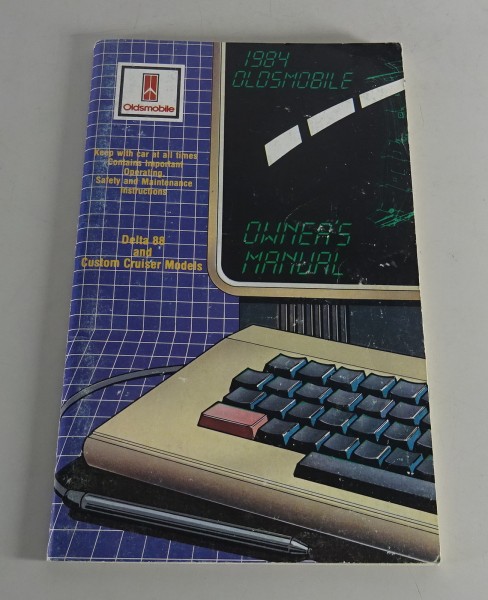 1984
OLDSMOBILE
Oldsmobile
Keep with car at all times
Contains Important
Operating,
Safety and Maintenance
Instructions
OWNER'S
MANUAL
Delta 88
and
Custom Cruiser Models